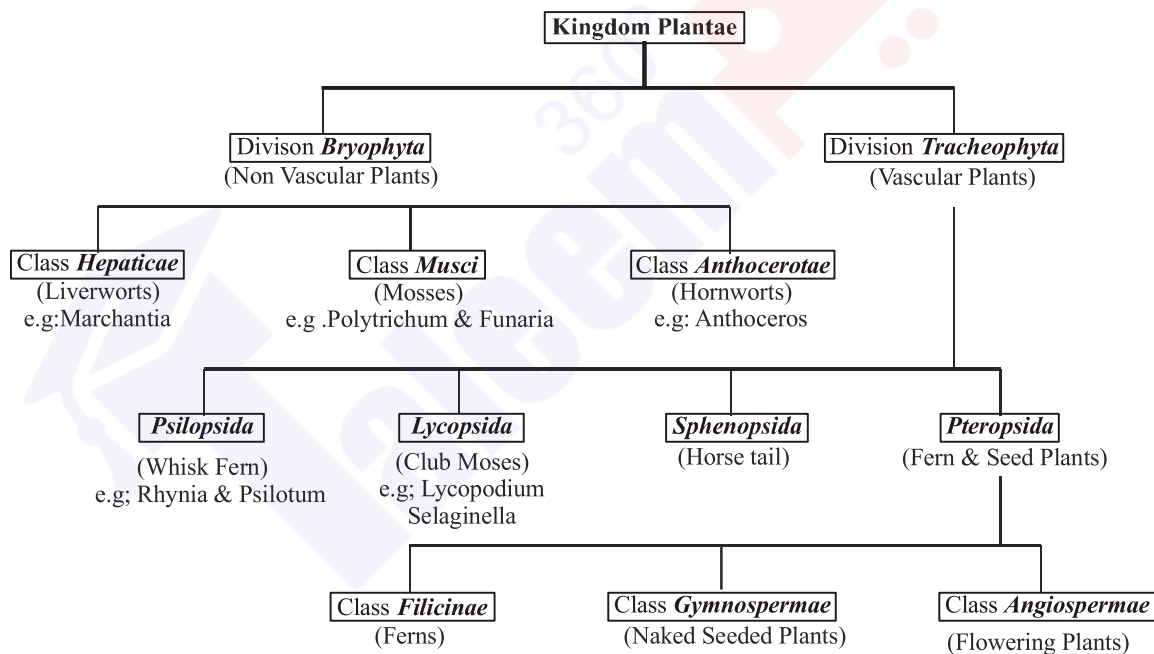 Kingdom Plantae
Divison Bryophyta
(Non Vascular Plants)
Division Tracheophyta
(Vascular Plants)
Class Hepaticae
(Liverworts)
e.g:Marchantia
Class Musci
(Mosses)
e.g .Polytrichum & Funaria
Class Anthocerotae
(Hornworts)
e.g: Anthoceros
Psilopsida
(Whisk Fern)
e.g; Rhynia & Psilotum
Lycopsida
(Club Moses)
e.g; Lycopodium
Selaginella
Sphenopsida
(Horse tail)
Pteropsida
(Fern & Seed Plants)
Class Filicinae
(Ferns)
Class Gymnospermae
(Naked Seeded Plants)
Class Angiospermae
(Flowering Plants)
Taleem
360°